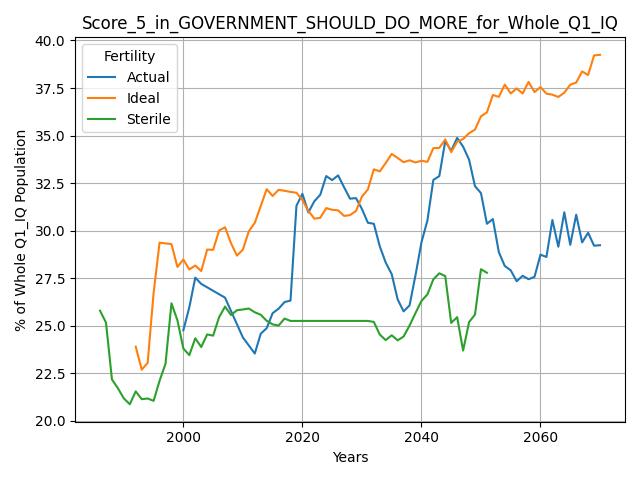 Score_5_in_GOVERNMENT_SHOULD_DO_MORE_for_Whole_Q1_IQ
40.0
37.5
35.0
32.5
30.0
27.5
25.0
22.5
20.0
% of Whole Q1_IQ Population
Fertility
Actual
Ideal
Sterile
2000
2020
2040
2060
Years